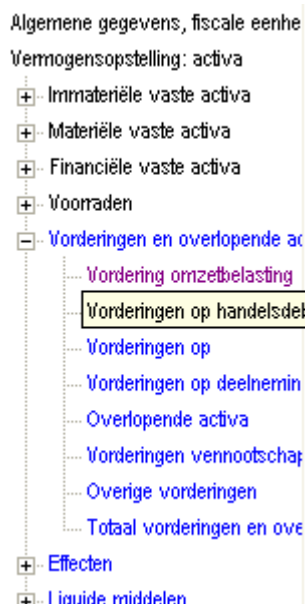 Algemene gegevens, fiscale eenhe
Vermogensopstelling: activa
Immateriële vaste activa
Materiële vaste activa
Financiële vaste activa
Voorraden
Vorderingen en overlopende ac
Vordering omzetbelasting
Vorderingen op handelsdeb
Vorderingen op
Vorderingen op deelnemin
Overlopende activa
Vorderingen vennootschap
Overige vorderingen
Totaal vorderingen en ove
Effecten
Liquide middelen